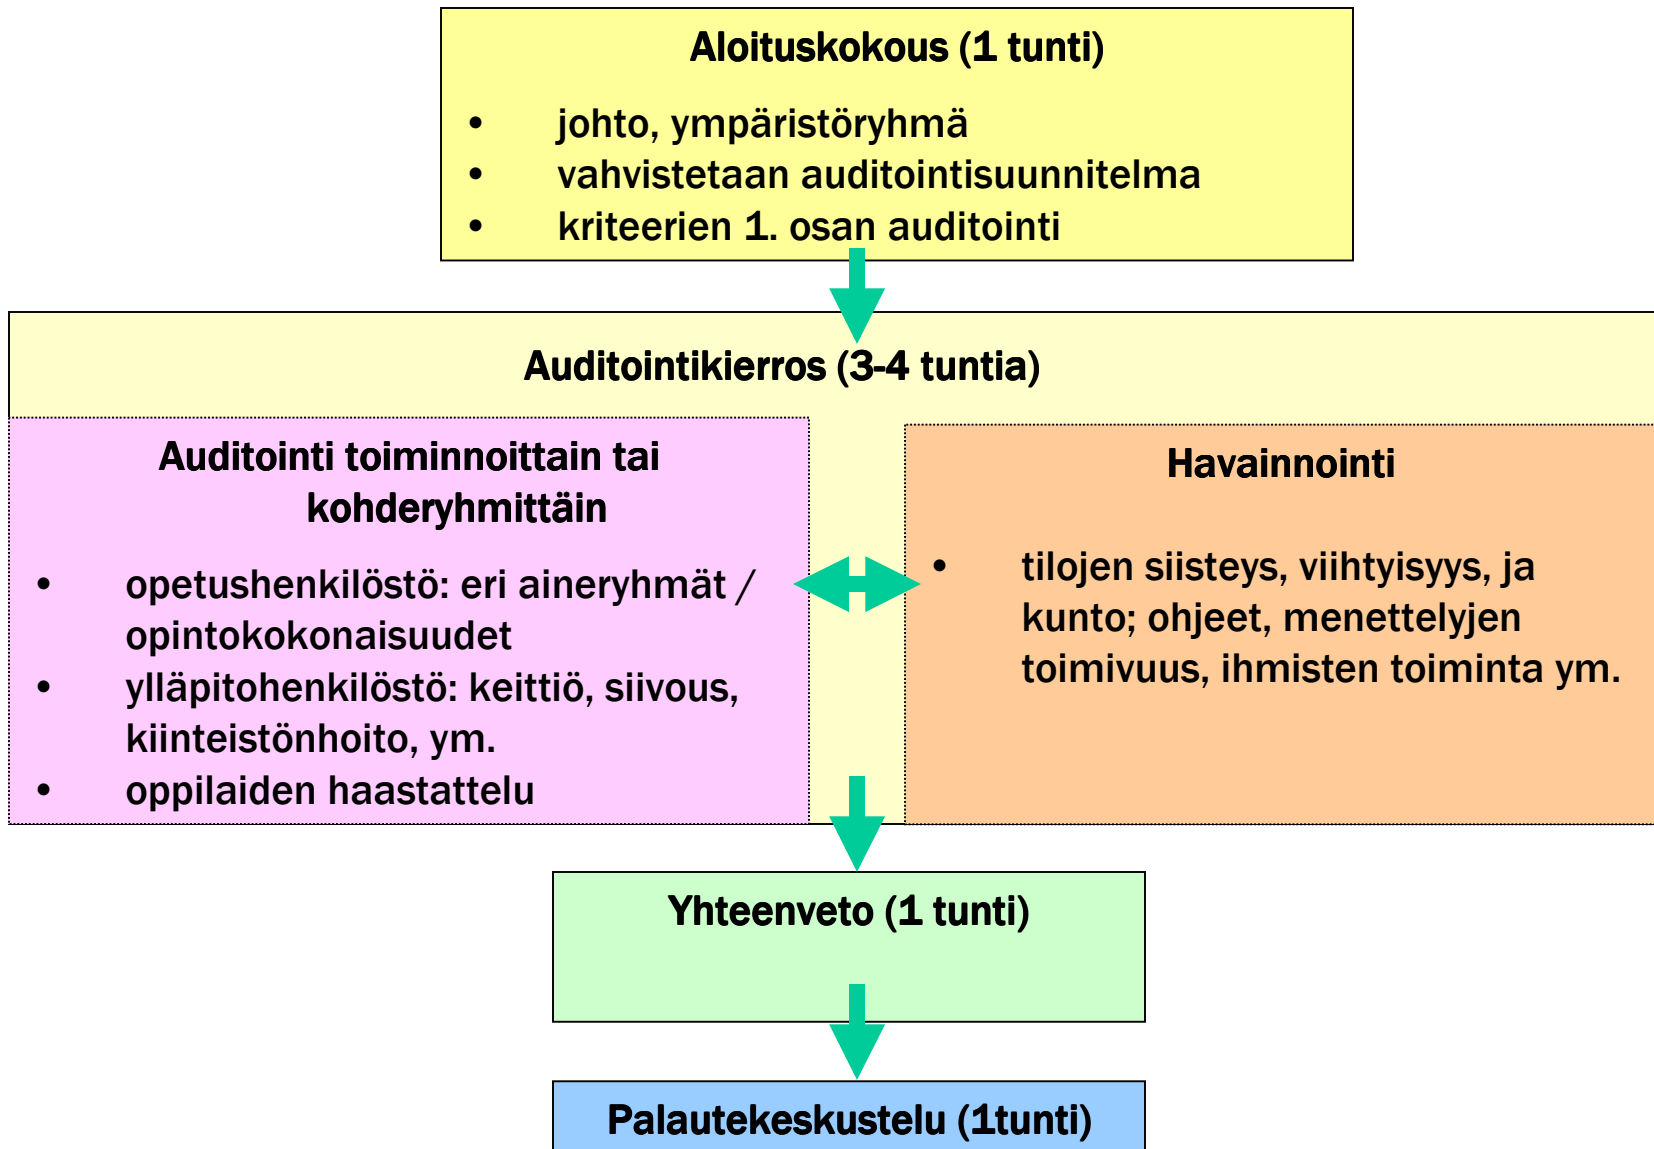 Aloituskokous (1 tunti)
• johto, ympäristöryhmä
• vahvistetaan auditointisuunnitelma
• kriteerien 1. osan auditointi
Auditointikierros (3-4 tuntia)
Auditointi toiminnoittain tai
kohderyhmittäin
• opetushenkilöstö: eri aineryhmät /
opintokokonaisuudet
• ylläpitohenkilöstö: keittiö, siivous,
kiinteistönhoito, ym.
• oppilaiden haastattelu
Havainnointi
• tilojen siisteys, viihtyisyys, ja
kunto; ohjeet, menettelyjen
toimivuus, ihmisten toiminta ym.
Yhteenveto (1 tunti)
Palautekeskustelu (1tunti)